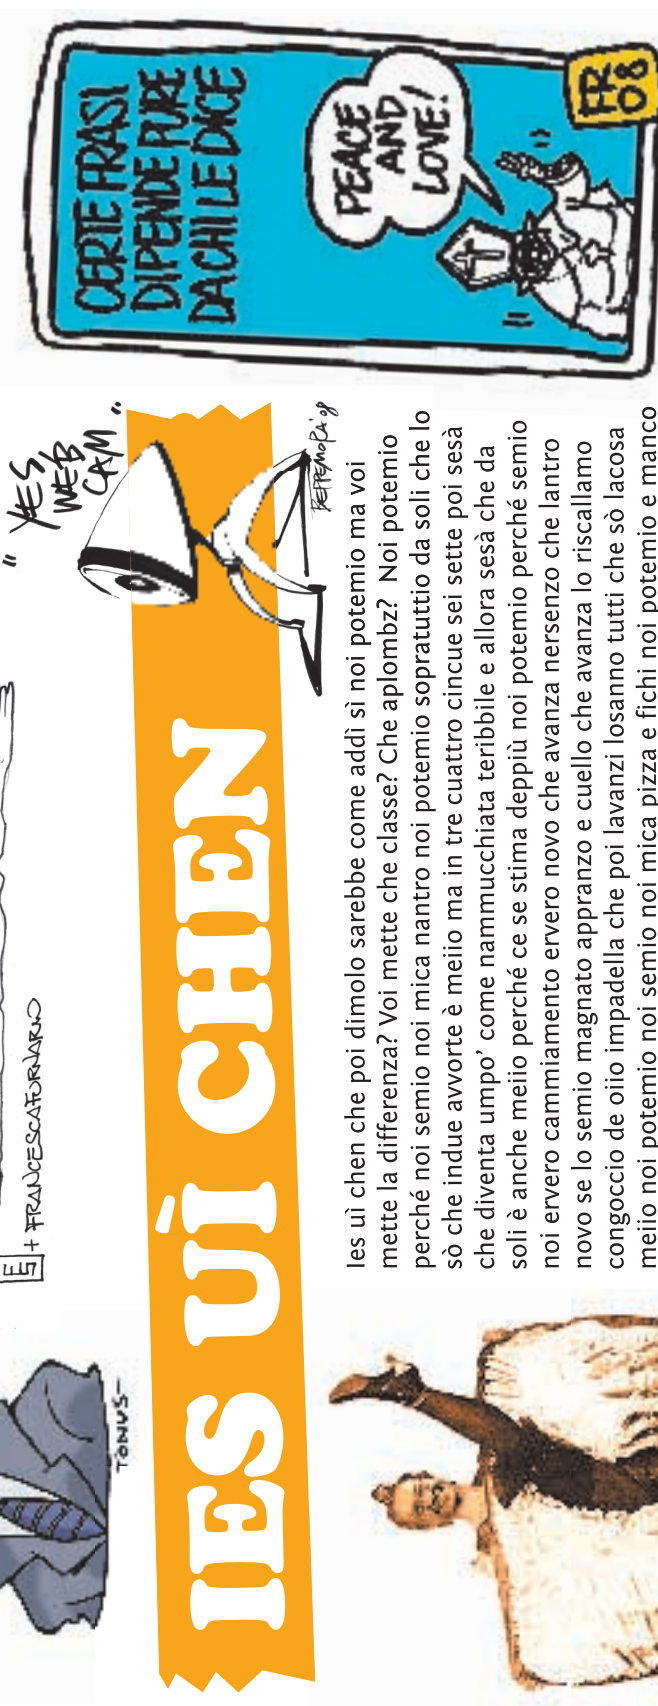 ES
+ FRANCESCAFORNARIO
TONUS
" YES
WEB
CAM "
BEPPEMORA'08
CERTE FRASI
DIPENDE PURE
DA CHI LE DICE
PEACE
AND
LOVE!
FR
08
IES UÌ CHEN
Ies uì chen che poi dimolo sarebbe come addì sì noi potemio ma voi
mette la differenza? Voi mette che classe? Che aplombz? Noi potemio
perché noi semio noi mica nantro noi potemio sopratuttio da soli che lo
sò che indue avvorte è meiio ma in tre cuattro cincue sei sette poi sesà
che diventa umpo' come nammucchiata teribbile e allora sesà che da
soli è anche meiio perché ce se stima deppiù noi potemio perché semio
noi ervero cammiamento ervero novo che avanza nersenzo che lantro
novo se lo semio magnato appranzo e cuello che avanza lo riscallamo
congoccio de oiio impadella che poi lavanzi losanno tutti che sò lacosa
meiio noi potemio noi semio noi mica pizza e fichi noi potemio e manco